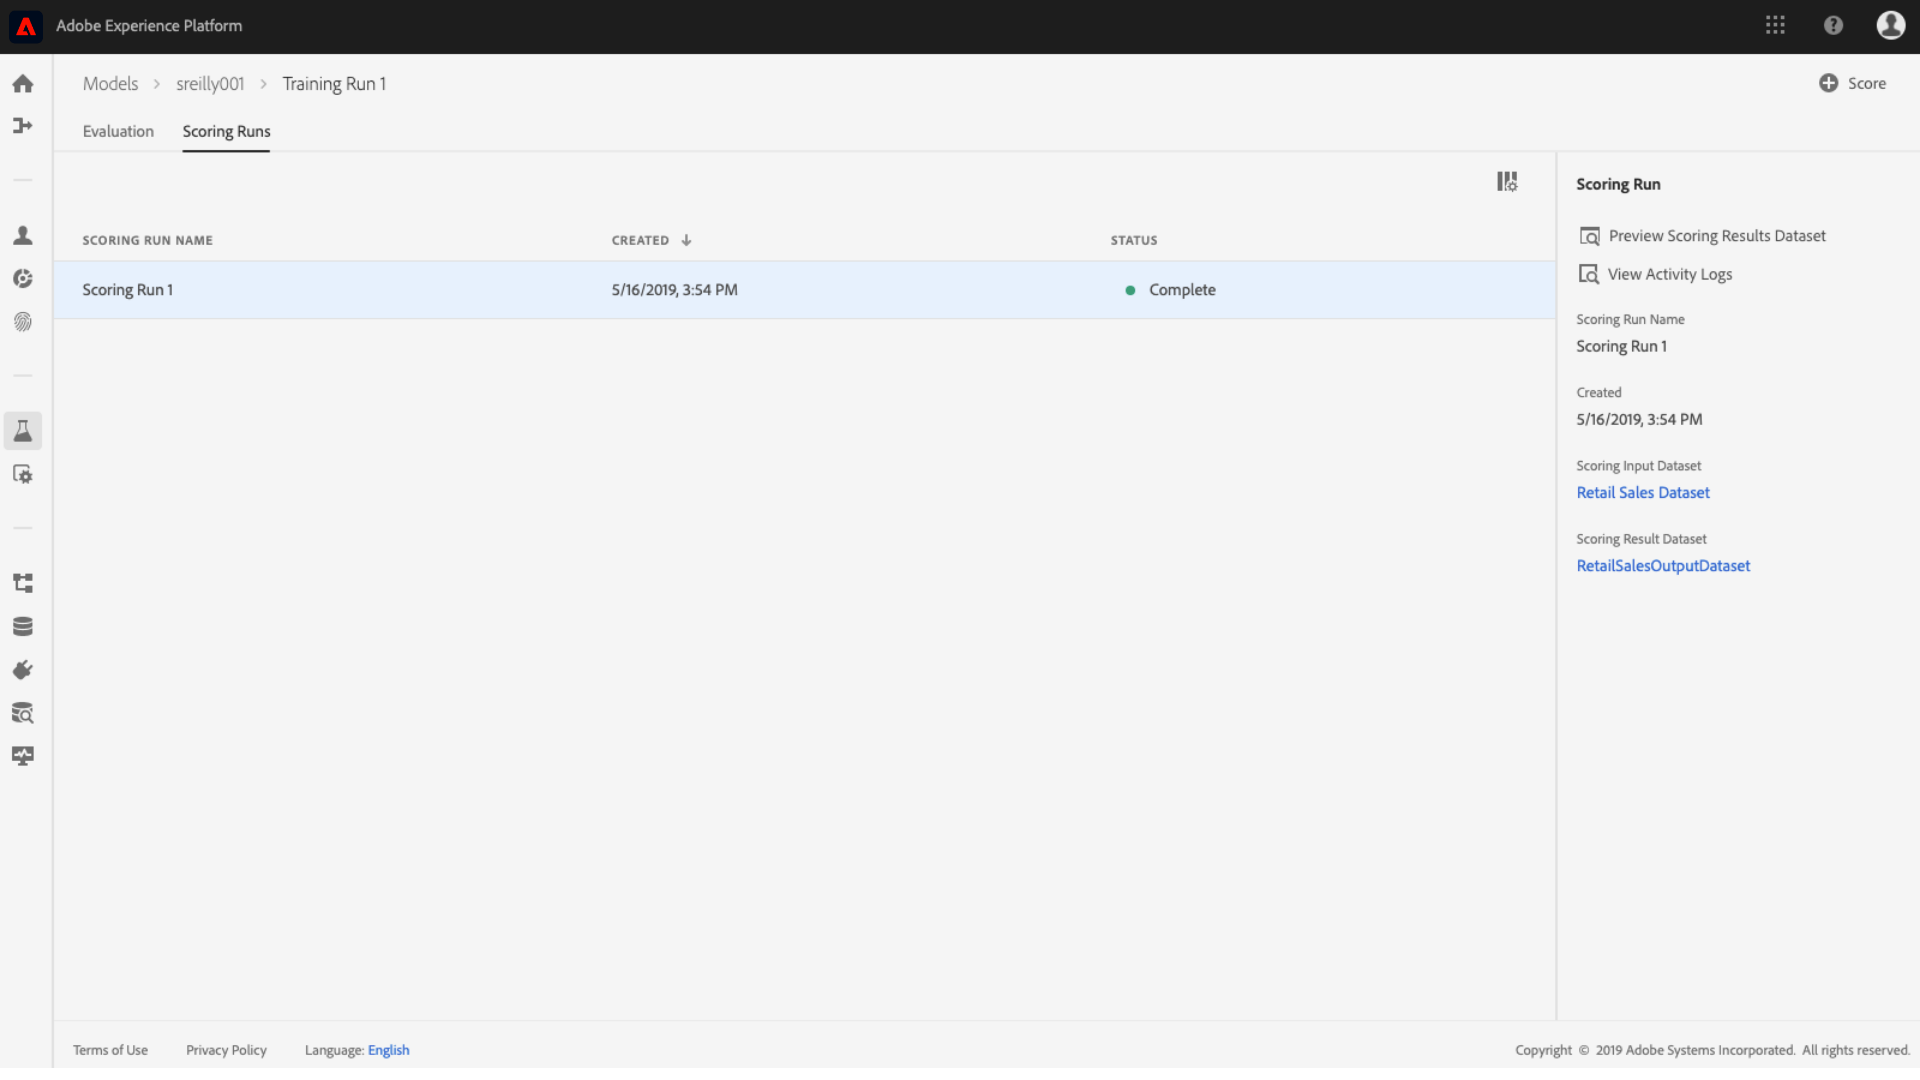 Adobe Experience Platform
Models > sreilly001 > Training Run 1
Score
Evaluation
Scoring Runs
SCORING RUN NAME
CREATED ↓
STATUS
Scoring Run 1
5/16/2019, 3:54 PM
Complete
Scoring Run
Preview Scoring Results Dataset
View Activity Logs
Scoring Run Name
Scoring Run 1
Created
5/16/2019, 3:54 PM
Scoring Input Dataset
Retail Sales Dataset
Scoring Result Dataset
RetailSalesOutputDataset
Terms of Use
Privacy Policy
Language: English
Copyright © 2019 Adobe Systems Incorporated. All rights reserved.